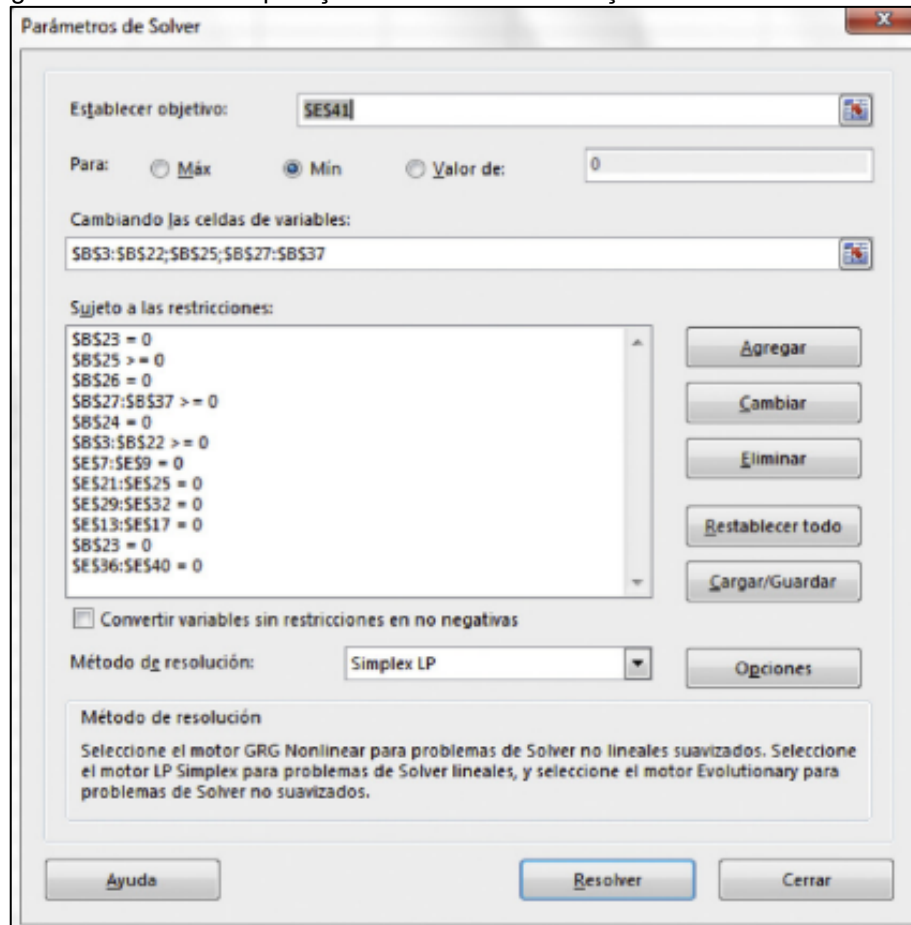 Parámetros de Solver
Establecer objetivo: $E$41
Para: Máx Mín Valor de: 0
Cambiando las celdas de variables:
$B$3:$B$22;$B$25;$B$27:$B$37
Sujeto a las restricciones:
$B$23 = 0
$B$25 >= 0
$B$26 = 0
$B$27:$B$37 >= 0
$B$24 = 0
$B$3:$B$22 >= 0
$E$7:$E$9 = 0
$E$21:$E$25 = 0
$E$29:$E$32 = 0
$E$13:$E$17 = 0
$B$23 = 0
$E$36:$E$40 = 0
Agregar
Cambiar
Eliminar
Restablecer todo
Cargar/Guardar
Convertir variables sin restricciones en no negativas
Método de resolución: Simplex LP Opciones
Método de resolución
Seleccione el motor GRG Nonlinear para problemas de Solver no lineales suavizados. Seleccione
el motor LP Simplex para problemas de Solver lineales, y seleccione el motor Evolutionary para
problemas de Solver no suavizados.
Ayuda Resolver Cerrar